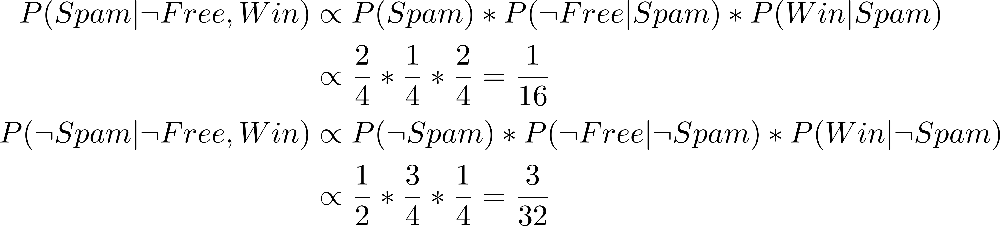 P(Spam|¬Free, Win) ∝ P(Spam) ∗ P(¬Free|Spam) ∗ P(Win|Spam)
∝ 2/4 ∗ 1/4 ∗ 2/4 = 1/16
P(¬Spam|¬Free, Win) ∝ P(¬Spam) ∗ P(¬Free|¬Spam) ∗ P(Win|¬Spam)
∝ 1/2 ∗ 3/4 ∗ 1/4 = 3/32